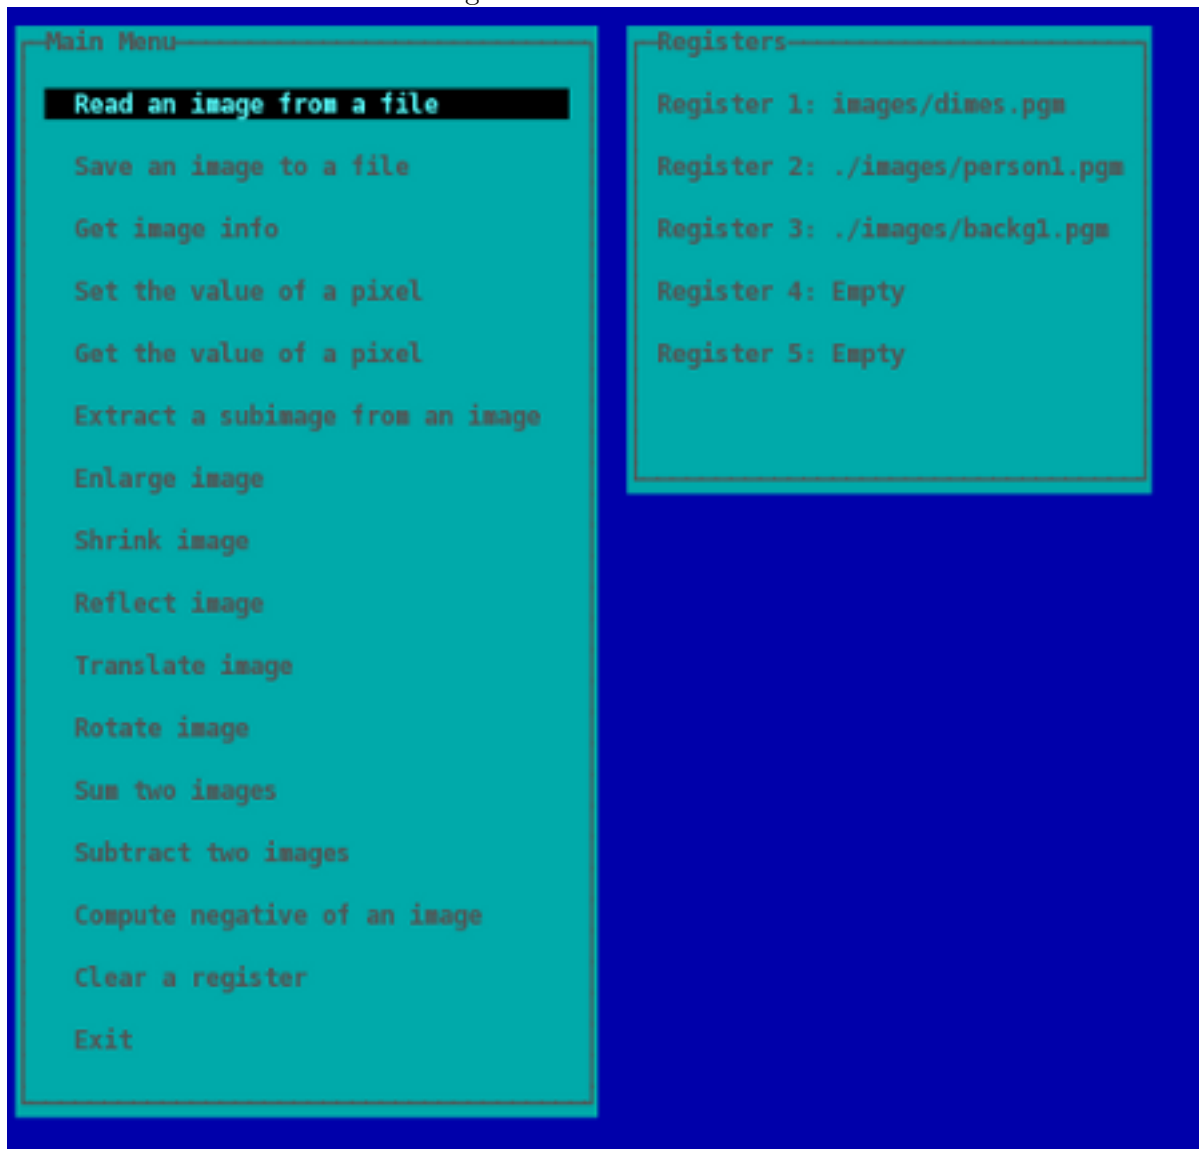 Main Menu
Read an image from a file
Save an image to a file
Get image info
Set the value of a pixel
Get the value of a pixel
Extract a subimage from an image
Enlarge image
Shrink image
Reflect image
Translate image
Rotate image
Sum two images
Subtract two images
Compute negative of an image
Clear a register
Exit
Registers
Register 1: images/dimes.pgm
Register 2: ./images/person1.pgm
Register 3: ./images/backg1.pgm
Register 4: Empty
Register 5: Empty